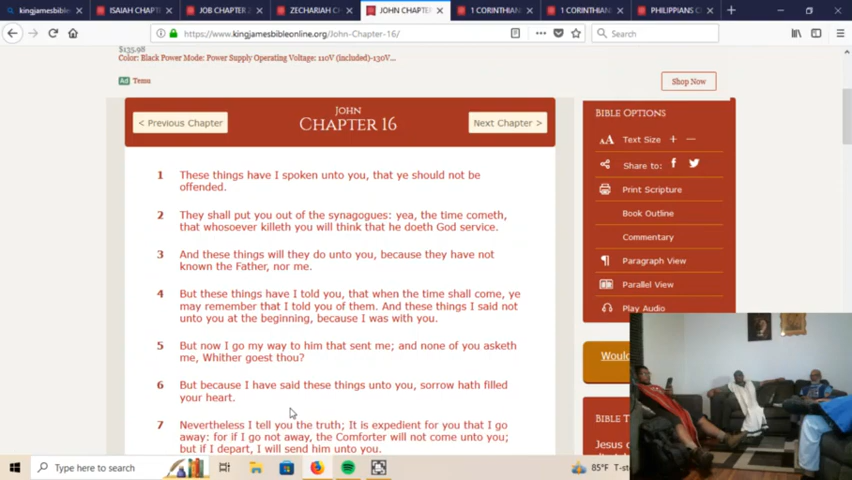 kingjamesbible
ISAIAH CHAPTE
JOB CHAPTER
ZECHARIAH CH
JOHN CHAPTE
1 CORINTHIAN
1 CORINTHIAN
PHILIPPIANS C
https://www.kingjamesbibleonline.org/John-Chapter-16/
Search
$135.98
Color: Black Power Mode: Power Supply Operating Voltage: 110V (included)-130V...
Ad Temu
Shop Now
< Previous Chapter
JOHN
CHAPTER 16
Next Chapter >
1 These things have I spoken unto you, that ye should not be
offended.
2 They shall put you out of the synagogues: yea, the time cometh,
that whosoever killeth you will think that he doeth God service.
3 And these things will they do unto you, because they have not
known the Father, nor me.
4 But these things have I told you, that when the time shall come, ye
may remember that I told you of them. And these things I said not
unto you at the beginning, because I was with you.
5 But now I go my way to him that sent me; and none of you asketh
me, Whither goest thou?
6 But because I have said these things unto you, sorrow hath filled
your heart.
7 Nevertheless I tell you the truth; It is expedient for you that I go
away: for if I go not away, the Comforter will not come unto you;
but if I depart, I will send him unto you.
BIBLE OPTIONS
AA Text Size + −
Share to:
Print Scripture
Book Outline
Commentary
¶ Paragraph View
Parallel View
Play Audio
Would
BIBLE T
Jesus c
Type here to search
85°F T-st